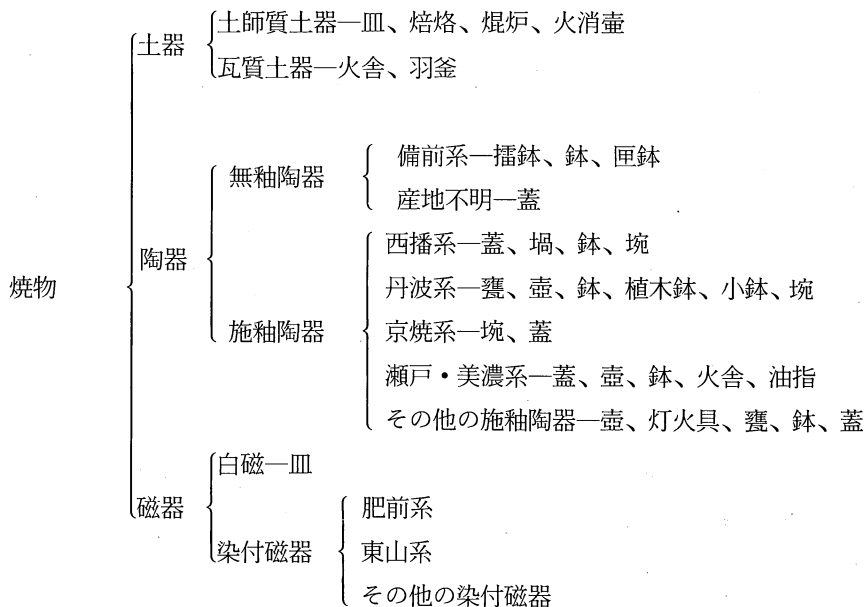 土師質土器―皿、焙烙、焜炉、火消壷
土器
瓦質土器―火舎、羽釜
備前系―擂鉢、鉢、匣鉢
無釉陶器
産地不明―蓋
西播系―蓋、堝、鉢、埦
陶器
焼物
丹波系―甕、壺、鉢、植木鉢、小鉢、埦
施釉陶器
京焼系―埦、蓋
瀬戸・美濃系―蓋、壺、鉢、火舎、油指
その他の施釉陶器―壺、灯火具、甕、鉢、蓋
白磁―皿
磁器
肥前系
染付磁器
東山系
その他の染付磁器